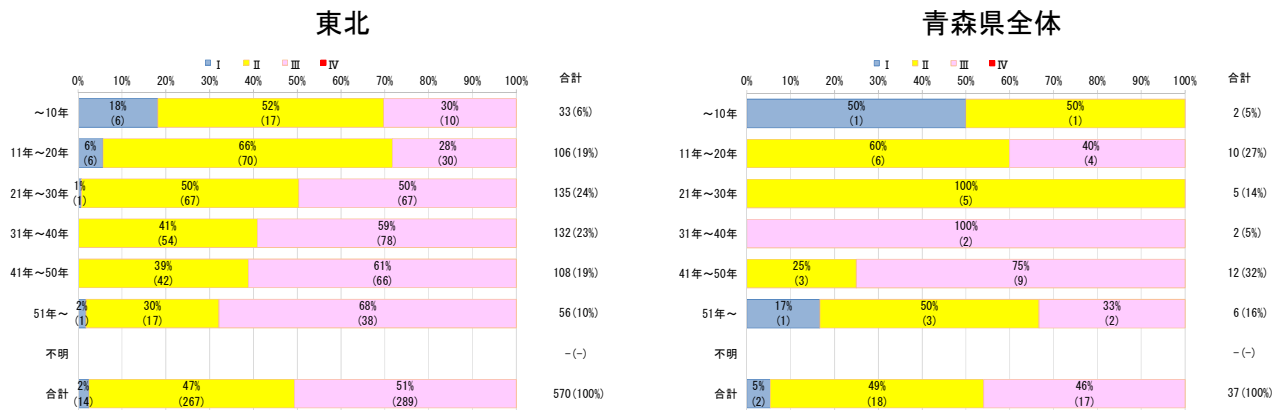 東北
Ⅰ Ⅱ Ⅲ Ⅳ
0% 10% 20% 30% 40% 50% 60% 70% 80% 90% 100% 合計
～10年 18% 52% 30% 33(6%)
(6) (17) (10)
11年～20年 6% 66% 28% 106(19%)
(6) (70) (30)
21年～30年 1% 50% 50% 135(24%)
(1) (67) (67)
31年～40年 41% 59% 132(23%)
(54) (78)
41年～50年 39% 61% 108(19%)
(42) (66)
51年～ 2% 30% 68% 56(10%)
(1) (17) (38)
不明 -(-)
合計 2% 47% 51% 570(100%)
(14) (267) (289)
青森県全体
Ⅰ Ⅱ Ⅲ Ⅳ
0% 10% 20% 30% 40% 50% 60% 70% 80% 90% 100% 合計
～10年 50% 50% 2(5%)
(1) (1)
11年～20年 60% 40% 10(27%)
(6) (4)
21年～30年 100% 5(14%)
(5)
31年～40年 100% 2(5%)
(2)
41年～50年 25% 75% 12(32%)
(3) (9)
51年～ 17% 50% 33% 6(16%)
(1) (3) (2)
不明 -(-)
合計 5% 49% 46% 37(100%)
(2) (18) (17)